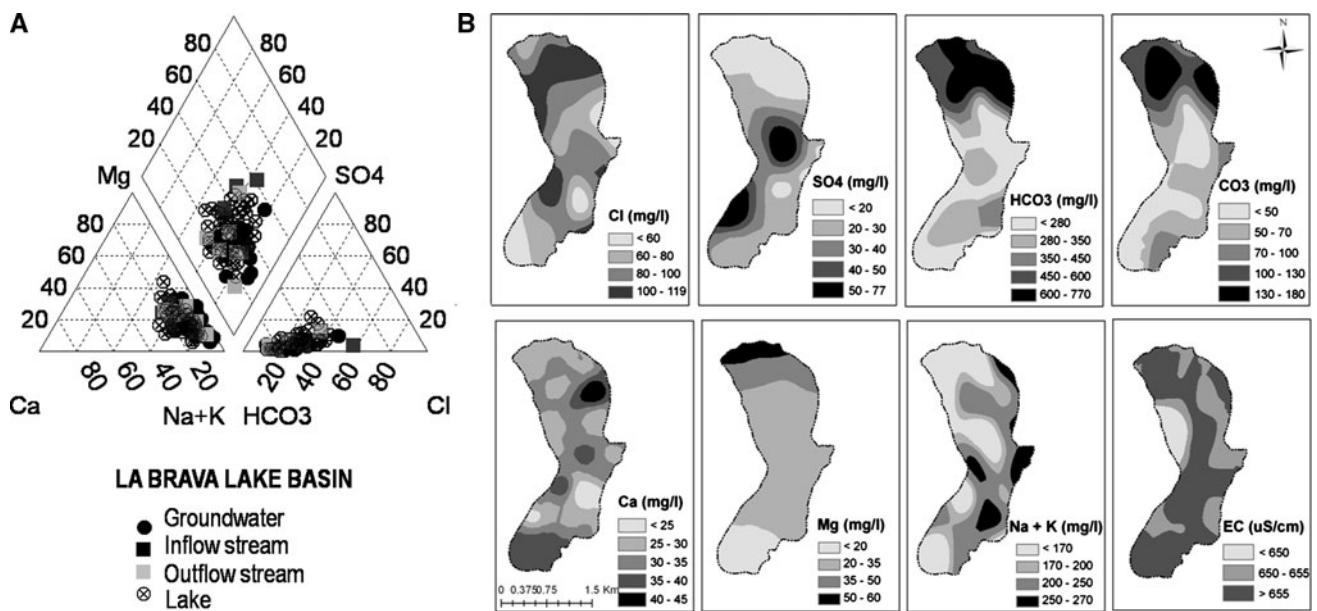 A
80 80
60 60
40 40
20 20
Mg SO4
80 80
60 60
40 40
20 20
80 60 40 20 20 40 60 80
Ca Na+K HCO3 Cl
LA BRAVA LAKE BASIN
Groundwater
Inflow stream
Outflow stream
Lake
B
Cl (mg/l)
< 60
60 - 80
80 - 100
100 - 119
SO4 (mg/l)
< 20
20 - 30
30 - 40
40 - 50
50 - 77
HCO3 (mg/l)
< 280
280 - 350
350 - 450
450 - 600
600 - 770
N
CO3 (mg/l)
< 50
50 - 70
70 - 100
100 - 130
130 - 180
Ca (mg/l)
< 25
25 - 30
30 - 35
35 - 40
40 - 45
0 0.375 0.75 1.5 Km
Mg (mg/l)
< 20
20 - 35
35 - 50
50 - 60
Na + K (mg/l)
< 170
170 - 200
200 - 250
250 - 270
EC (uS/cm)
< 650
650 - 655
> 655